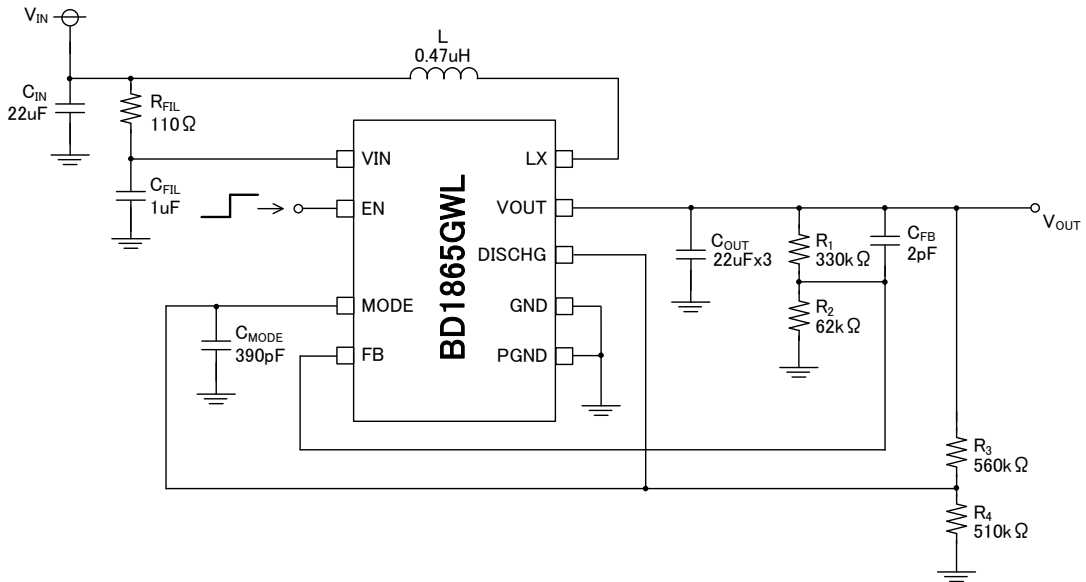 VIN
L
0.47uH
CIN
22uF
RFIL
110Ω
CFIL
1uF
VIN
EN
MODE
FB
BD1865GWL
LX
VOUT
DISCHG
GND
PGND
CMODE
390pF
COUT
22uFx3
R1
330kΩ
CFB
2pF
R2
62kΩ
VOUT
R3
560kΩ
R4
510kΩ